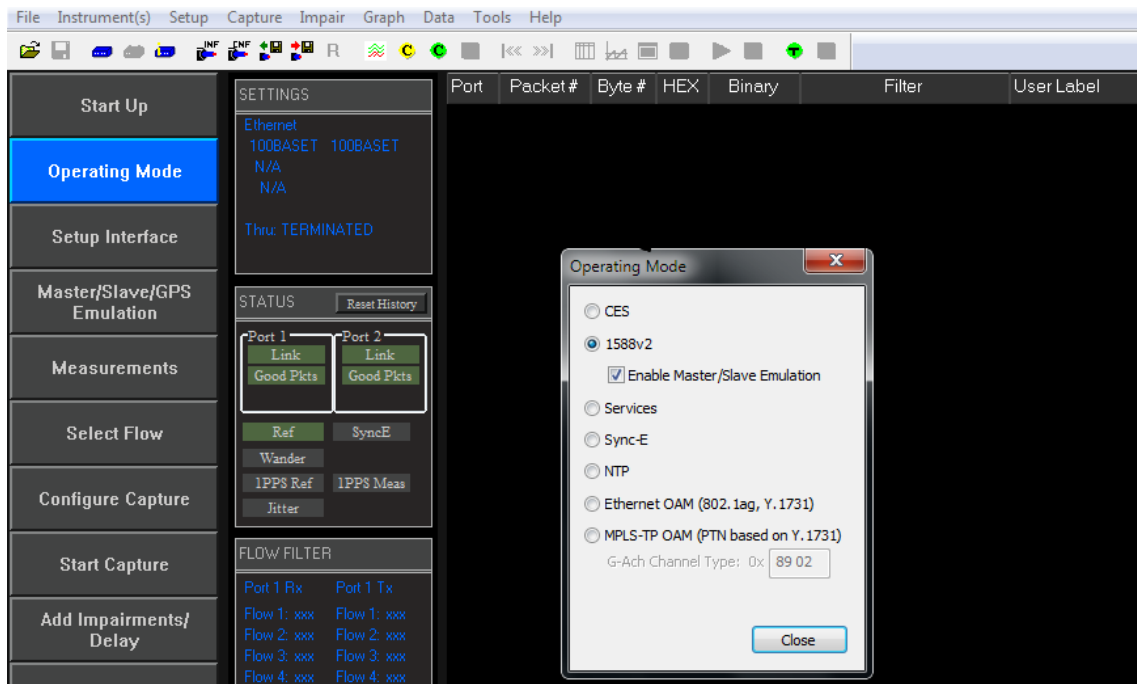 File Instrument(s) Setup Capture Impair Graph Data Tools Help
INF CNF R C C T
Start Up
Operating Mode
Setup Interface
Master/Slave/GPS
Emulation
Measurements
Select Flow
Configure Capture
Start Capture
Add Impairments/
Delay
SETTINGS
Ethernet
100BASET 100BASET
N/A
N/A
Thru: TERMINATED
STATUS Reset History
Port 1 Port 2
Link Link
Good Pkts Good Pkts
Ref SyncE
Wander
1PPS Ref 1PPS Meas
Jitter
FLOW FILTER
Port 1 Rx Port 1 Tx
Flow 1: xxx Flow 1: xxx
Flow 2: xxx Flow 2: xxx
Flow 3: xxx Flow 3: xxx
Flow 4: xxx Flow 4: xxx
Port Packet # Byte # HEX Binary Filter User Label
Operating Mode
CES
1588v2
Enable Master/Slave Emulation
Services
Sync-E
NTP
Ethernet OAM (802.1ag, Y.1731)
MPLS-TP OAM (PTN based on Y.1731)
G-Ach Channel Type: 0x 89 02
Close